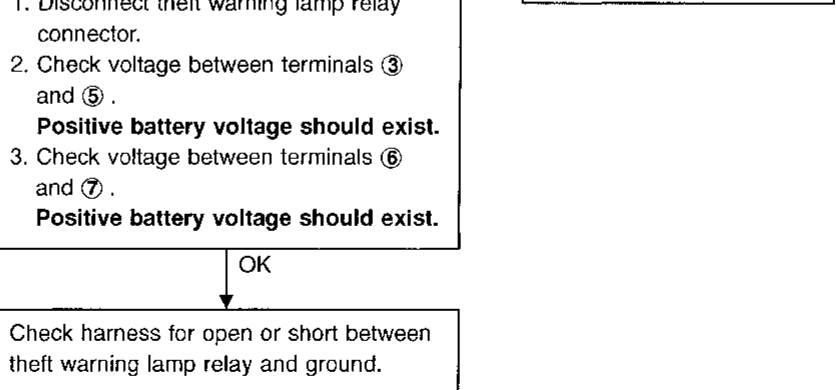 1. Disconnect theft warning lamp relay
connector.
2. Check voltage between terminals ③
and ⑤ .
Positive battery voltage should exist.
3. Check voltage between terminals ⑥
and ⑦ .
Positive battery voltage should exist.
OK
Check harness for open or short between
theft warning lamp relay and ground.